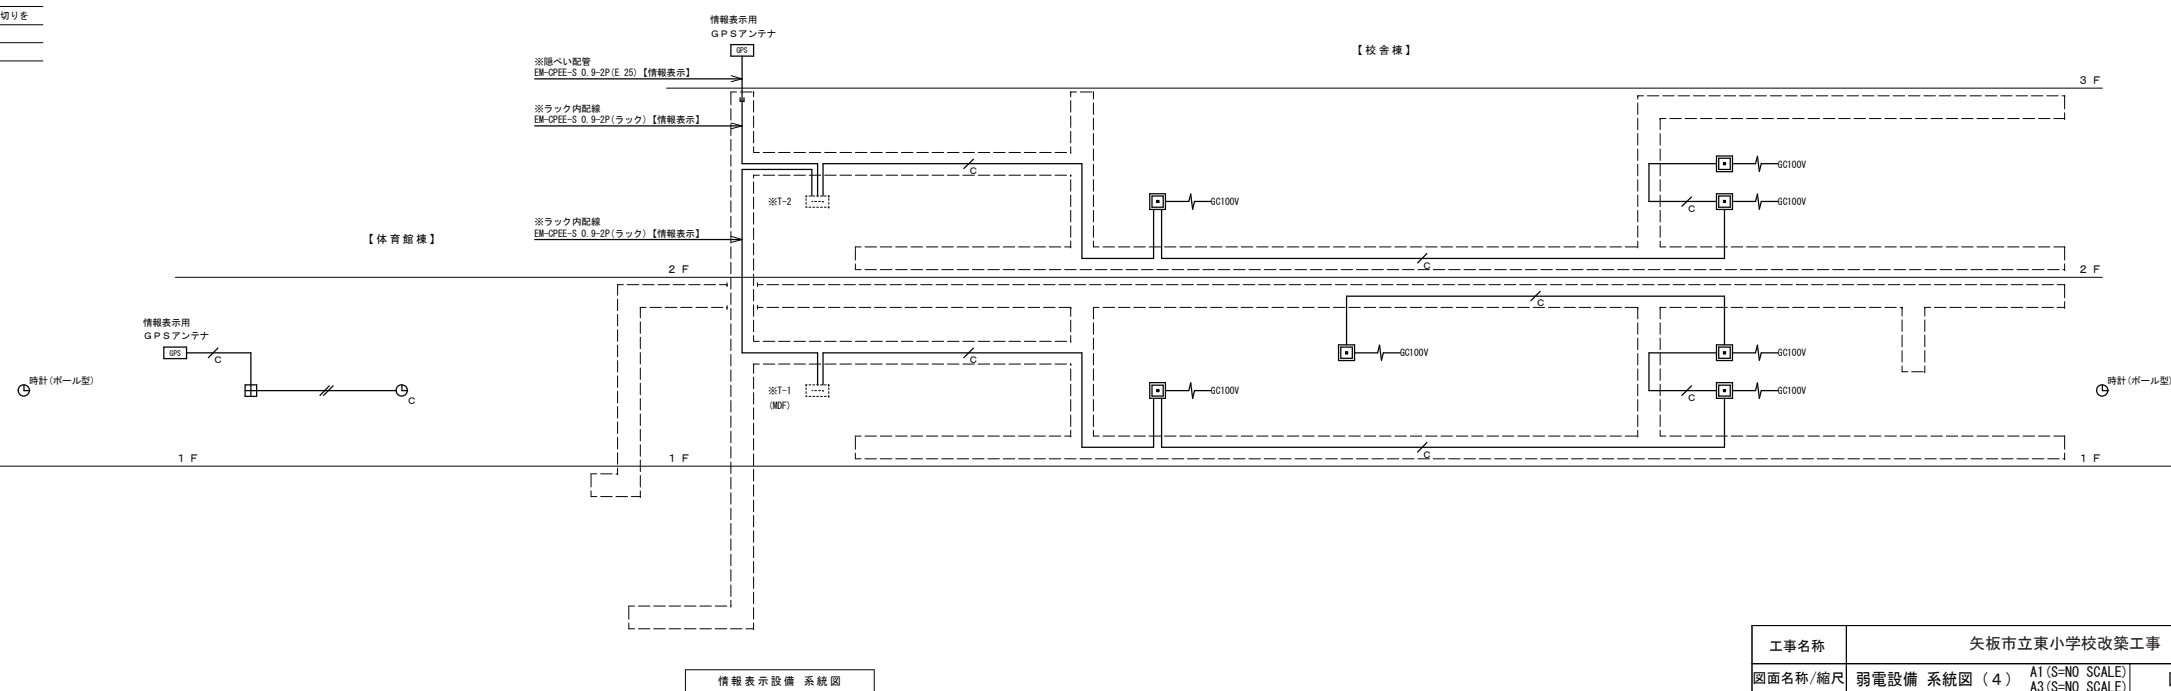 切りを
情報表示用
GPSアンテナ
GPS
【校舎棟】
※隠ぺい配管
EM-CPEE-S 0.9-2P(E 25)【情報表示】
3 F
※ラック内配線
EM-CPEE-S 0.9-2P(ラック)【情報表示】
C
GC100V
※T-2
GC100V
C
GC100V
※ラック内配線
EM-CPEE-S 0.9-2P(ラック)【情報表示】
【体育館棟】
C
2 F
2 F
C
情報表示用
GPSアンテナ
GPS
C
C
GC100V
GC100V
時計(ポール型)
C
※T-1
(MDF)
GC100V
C
GC100V
時計(ポール型)
C
1 F
1 F
1 F
情報表示設備 系統図
工事名称
矢板市立東小学校改築工事
図面名称/縮尺
弱電設備 系統図(4)
A1(S=NO SCALE)
A3(S=NO SCALE)